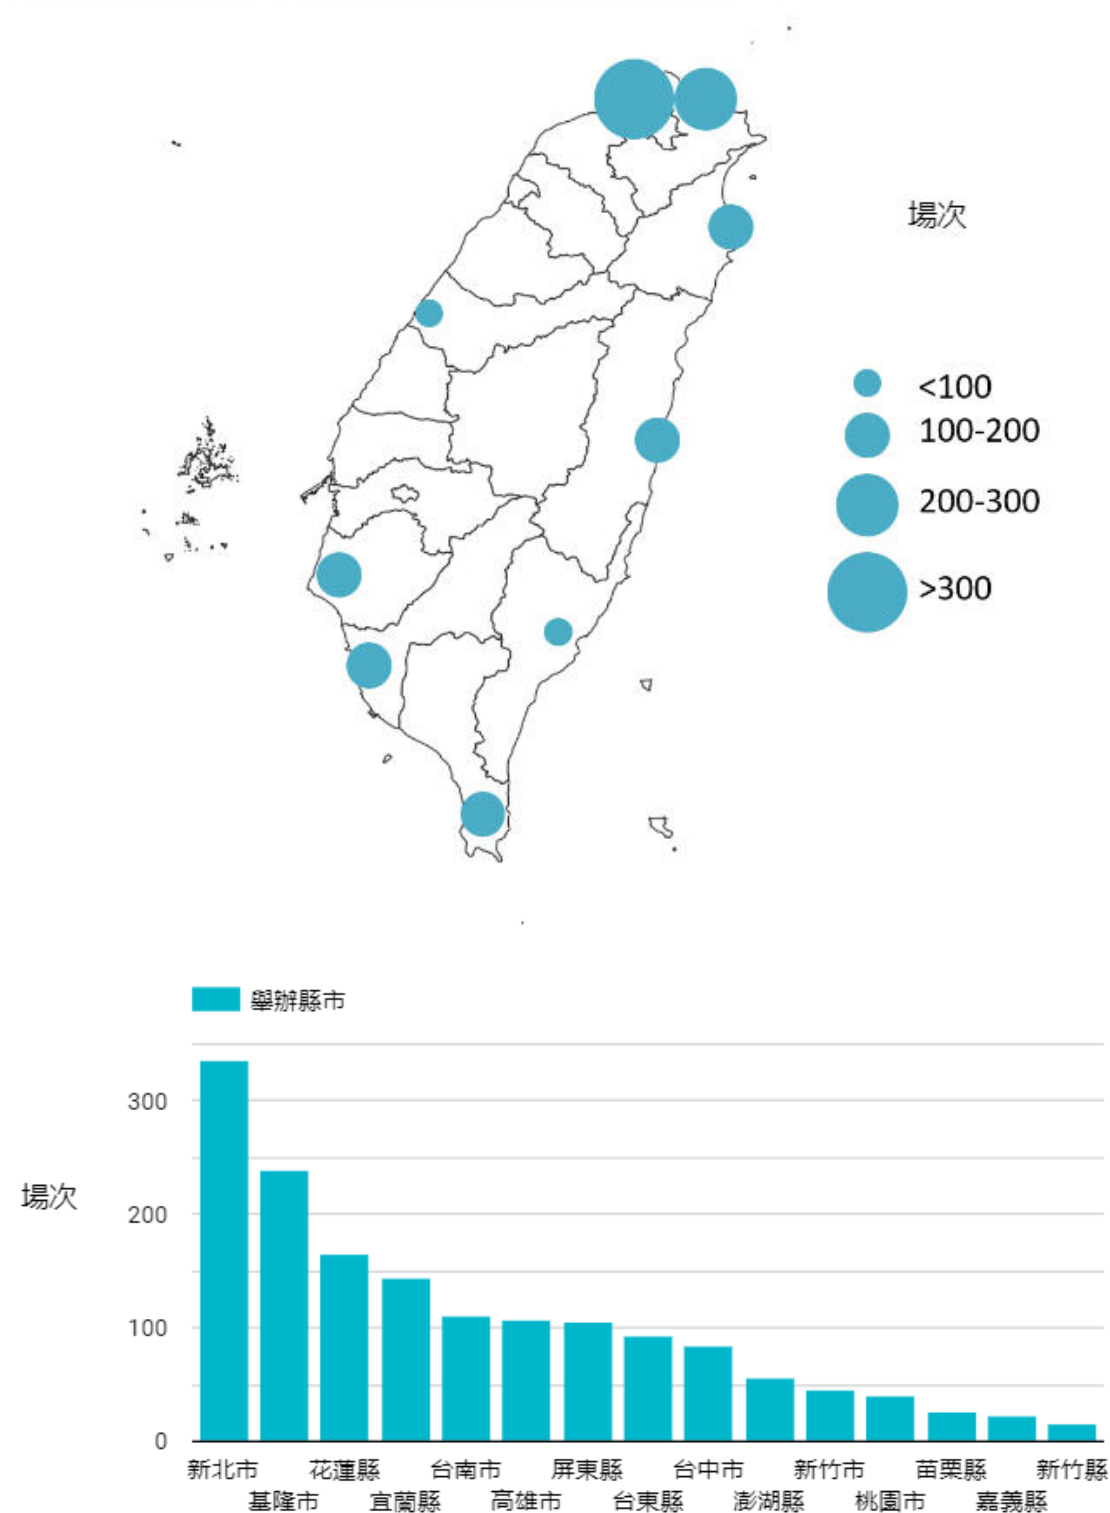 場次
<100
100-200
200-300
>300
舉辦縣市
300
200
100
0
場次
新北市
基隆市
花蓮縣
宜蘭縣
台南市
高雄市
屏東縣
台東縣
台中市
澎湖縣
新竹市
桃園市
苗栗縣
嘉義縣
新竹縣